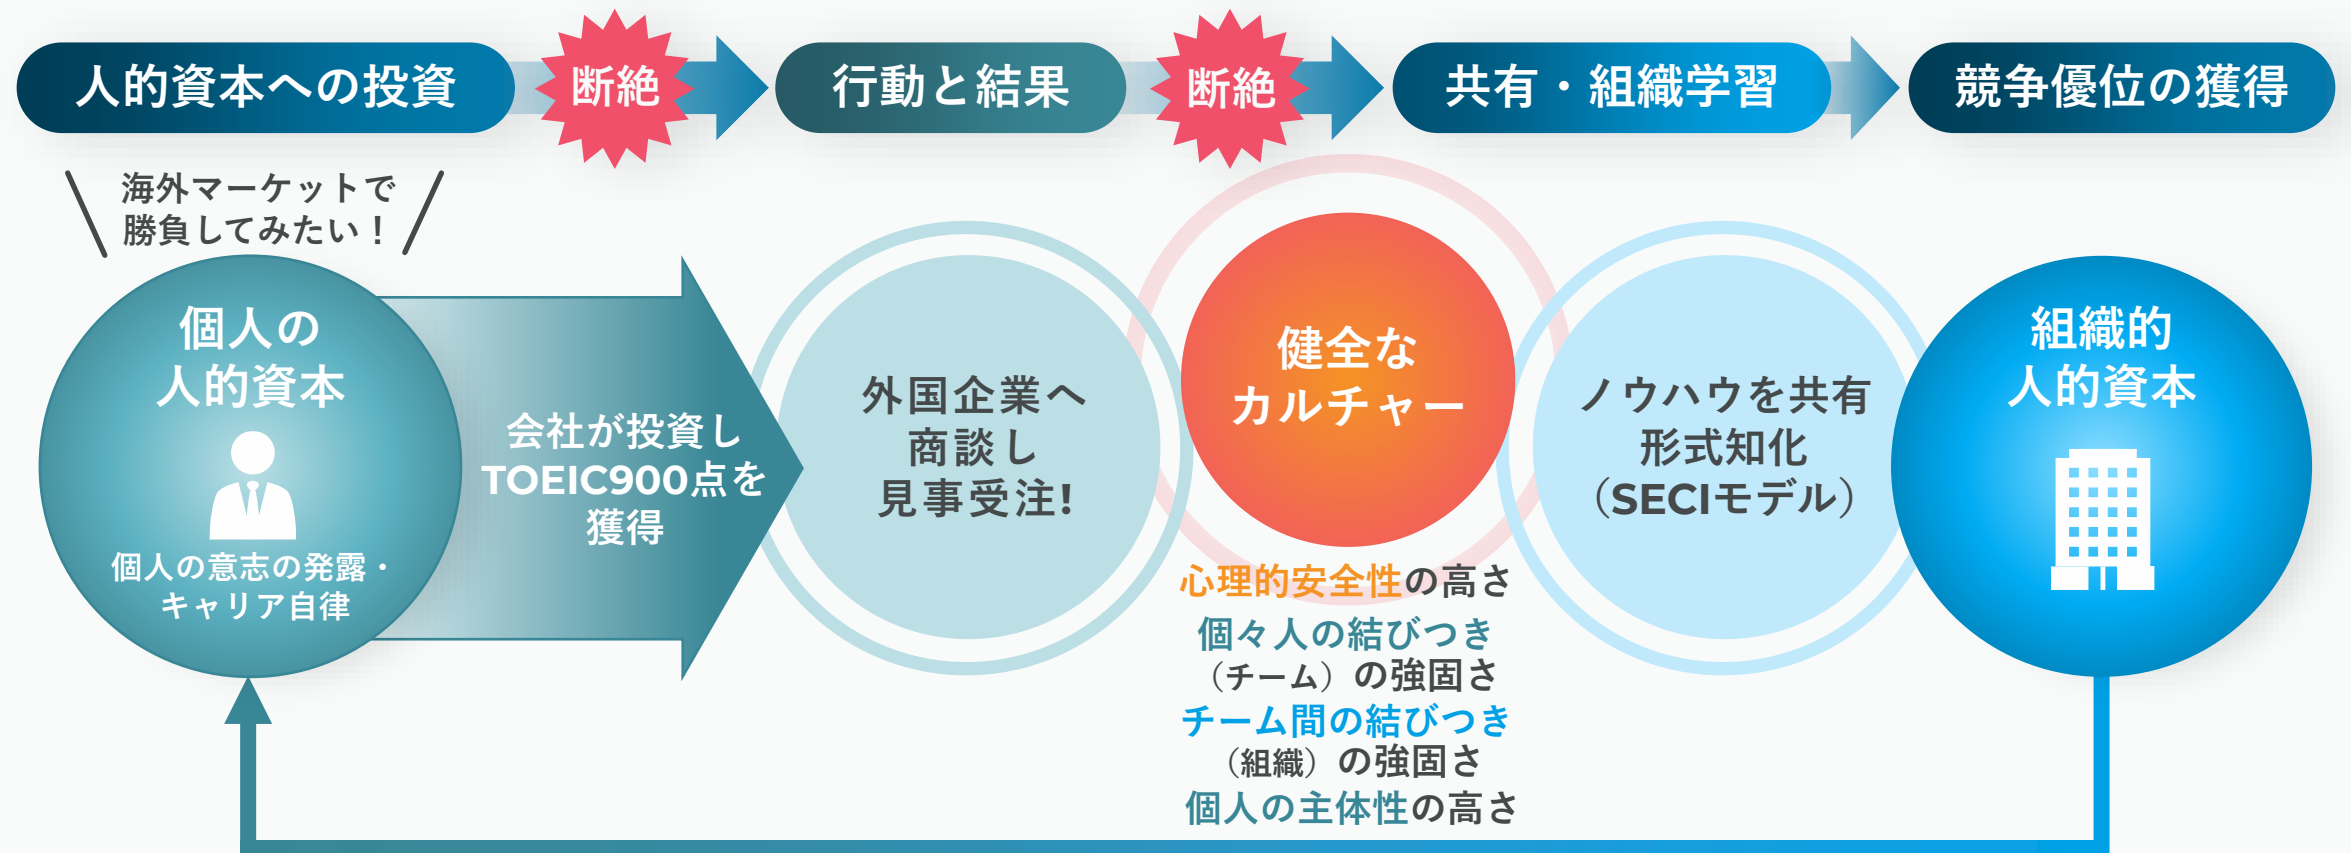 人的資本への投資
断絶
行動と結果
断絶
共有・組織学習
競争優位の獲得
海外マーケットで
勝負してみたい！
個人の
人的資本
個人の意志の発露・
キャリア自律
会社が投資し
TOEIC900点を
獲得
外国企業へ
商談し
見事受注!
健全な
カルチャー
心理的安全性の高さ
個々人の結びつき
（チーム）の強固さ
チーム間の結びつき
（組織）の強固さ
個人の主体性の高さ
ノウハウを共有
形式知化
（SECIモデル）
組織的
人的資本